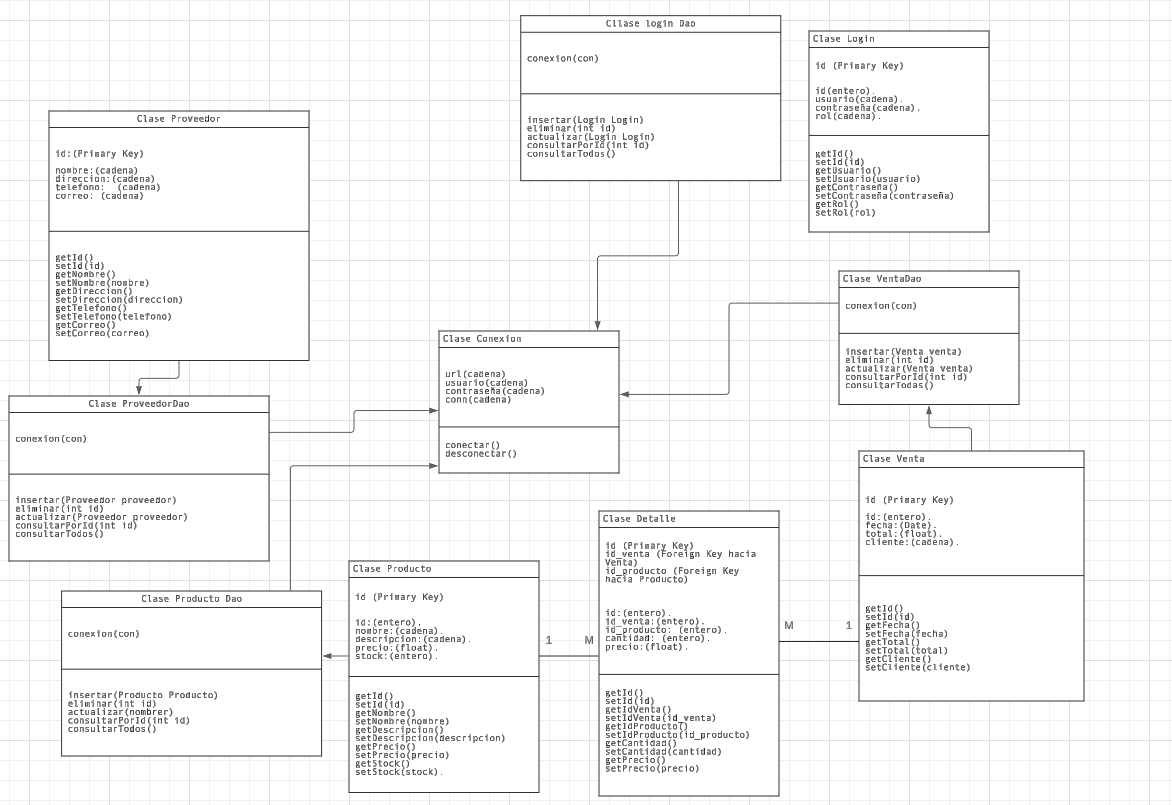 Cllase login Dao
conexion(con)
insertar(Login Login)
eliminar(int id)
actualizar(Login Login)
consultarPorId(int id)
consultarTodos()
Clase Login
id (Primary Key)
id(entero).
usuario(cadena).
contraseña(cadena).
rol(cadena).
getId()
setId(id)
getUsuario()
setUsuario(usuario)
getContraseña()
setContraseña(contraseña)
getRol()
setRol(rol)
Clase Proveedor
id:(Primary Key)
nombre:(cadena)
direccion:(cadena)
telefono: (cadena)
correo: (cadena)
getId()
setId(id)
getNombre()
setNombre(nombre)
getDireccion()
setDireccion(direccion)
getTelefono()
setTelefono(telefono)
getCorreo()
setCorreo(correo)
Clase VentaDao
conexion(con)
insertar(Venta venta)
eliminar(int id)
actualizar(Venta venta)
consultarPorId(int id)
consultarTodas()
Clase Conexion
url(cadena)
usuario(cadena)
contraseña(cadena)
conn(cadena)
conectar()
desconectar()
Clase ProveedorDao
conexion(con)
insertar(Proveedor proveedor)
eliminar(int id)
actualizar(Proveedor proveedor)
consultarPorId(int id)
consultarTodos()
Clase Venta
id (Primary Key)
id:(entero).
fecha:(Date).
total:(float).
cliente:(cadena).
getId()
setId(id)
getFecha()
setFecha(fecha)
getTotal()
setTotal(total)
getCliente()
setCliente(cliente)
Clase Detalle
id (Primary Key)
id_venta (Foreign Key hacia
Venta)
id_producto (Foreign Key
hacia Producto)
id:(entero).
id_venta:(entero).
id_producto: (entero).
cantidad: (entero).
precio:(float).
getId()
setId(id)
getIdVenta()
setIdVenta(id_venta)
getIdProducto()
setIdProducto(id_producto)
getCantidad()
setCantidad(cantidad)
getPrecio()
setPrecio(precio)
M 1
1 M
Clase Producto
id (Primary Key)
id:(entero).
nombre:(cadena).
descripcion:(cadena).
precio:(float).
stock:(entero).
getId()
setId(id)
getNombre()
setNombre(nombre)
getDescripcion()
setDescripcion(descripcion)
getPrecio()
setPrecio(precio)
getStock()
setStock(stock).
Clase Producto Dao
conexion(con)
insertar(Producto Producto)
eliminar(int id)
actualizar(nombrer)
consultarPorId(int id)
consultarTodos()